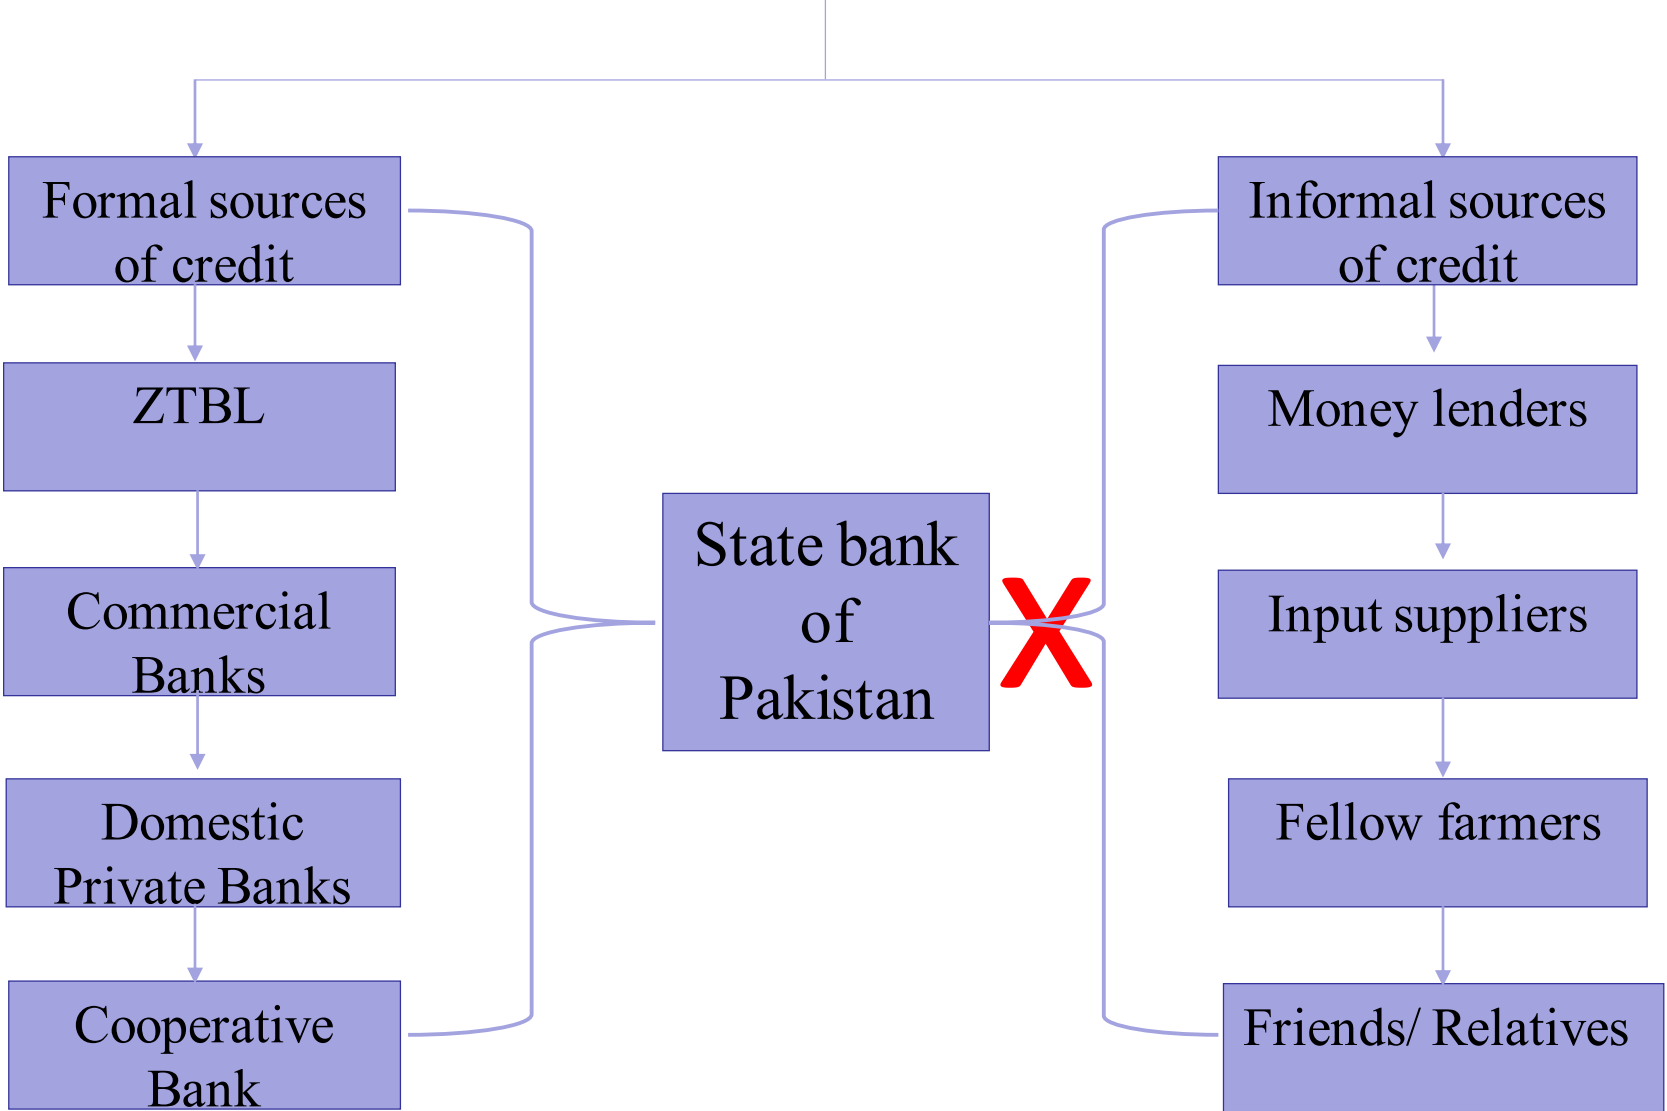 Formal sources
of credit
ZTBL
Commercial
Banks
Domestic
Private Banks
Cooperative
Bank
State bank
of
Pakistan
X
Informal sources
of credit
Money lenders
Input suppliers
Fellow farmers
Friends/ Relatives